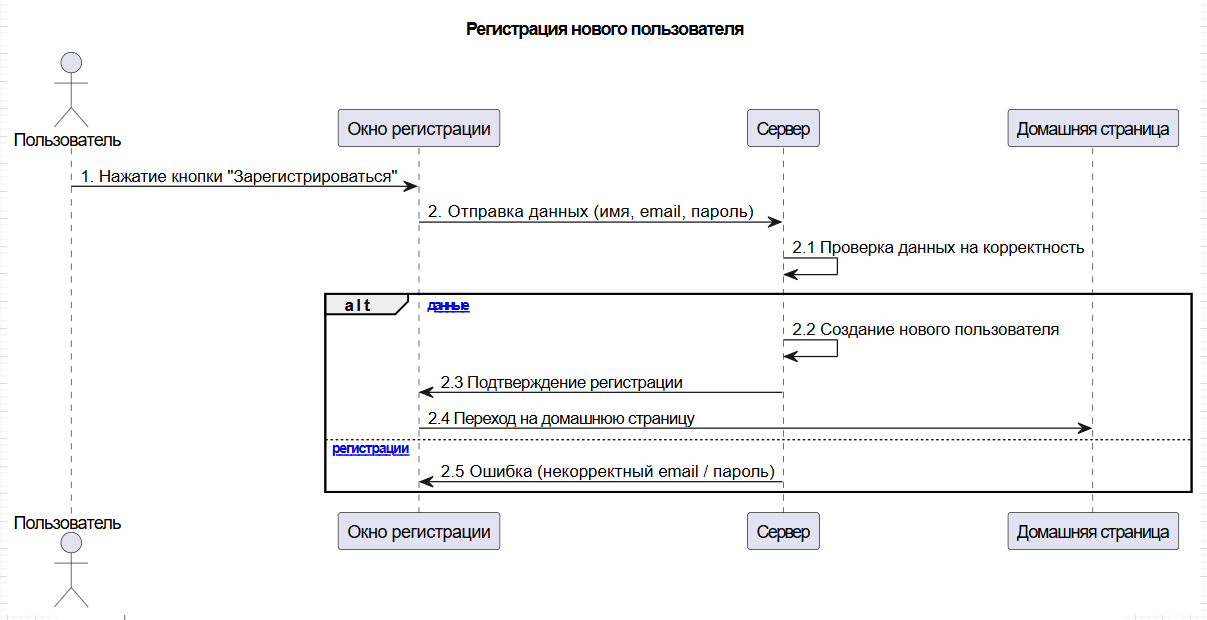 Регистрация нового пользователя
Пользователь
Окно регистрации
Сервер
Домашняя страница
1. Нажатие кнопки "Зарегистрироваться"
2. Отправка данных (имя, email, пароль)
2.1 Проверка данных на корректность
alt
данные
2.2 Создание нового пользователя
2.3 Подтверждение регистрации
2.4 Переход на домашнюю страницу
регистрации
2.5 Ошибка (некорректный email / пароль)
Пользователь
Окно регистрации
Сервер
Домашняя страница